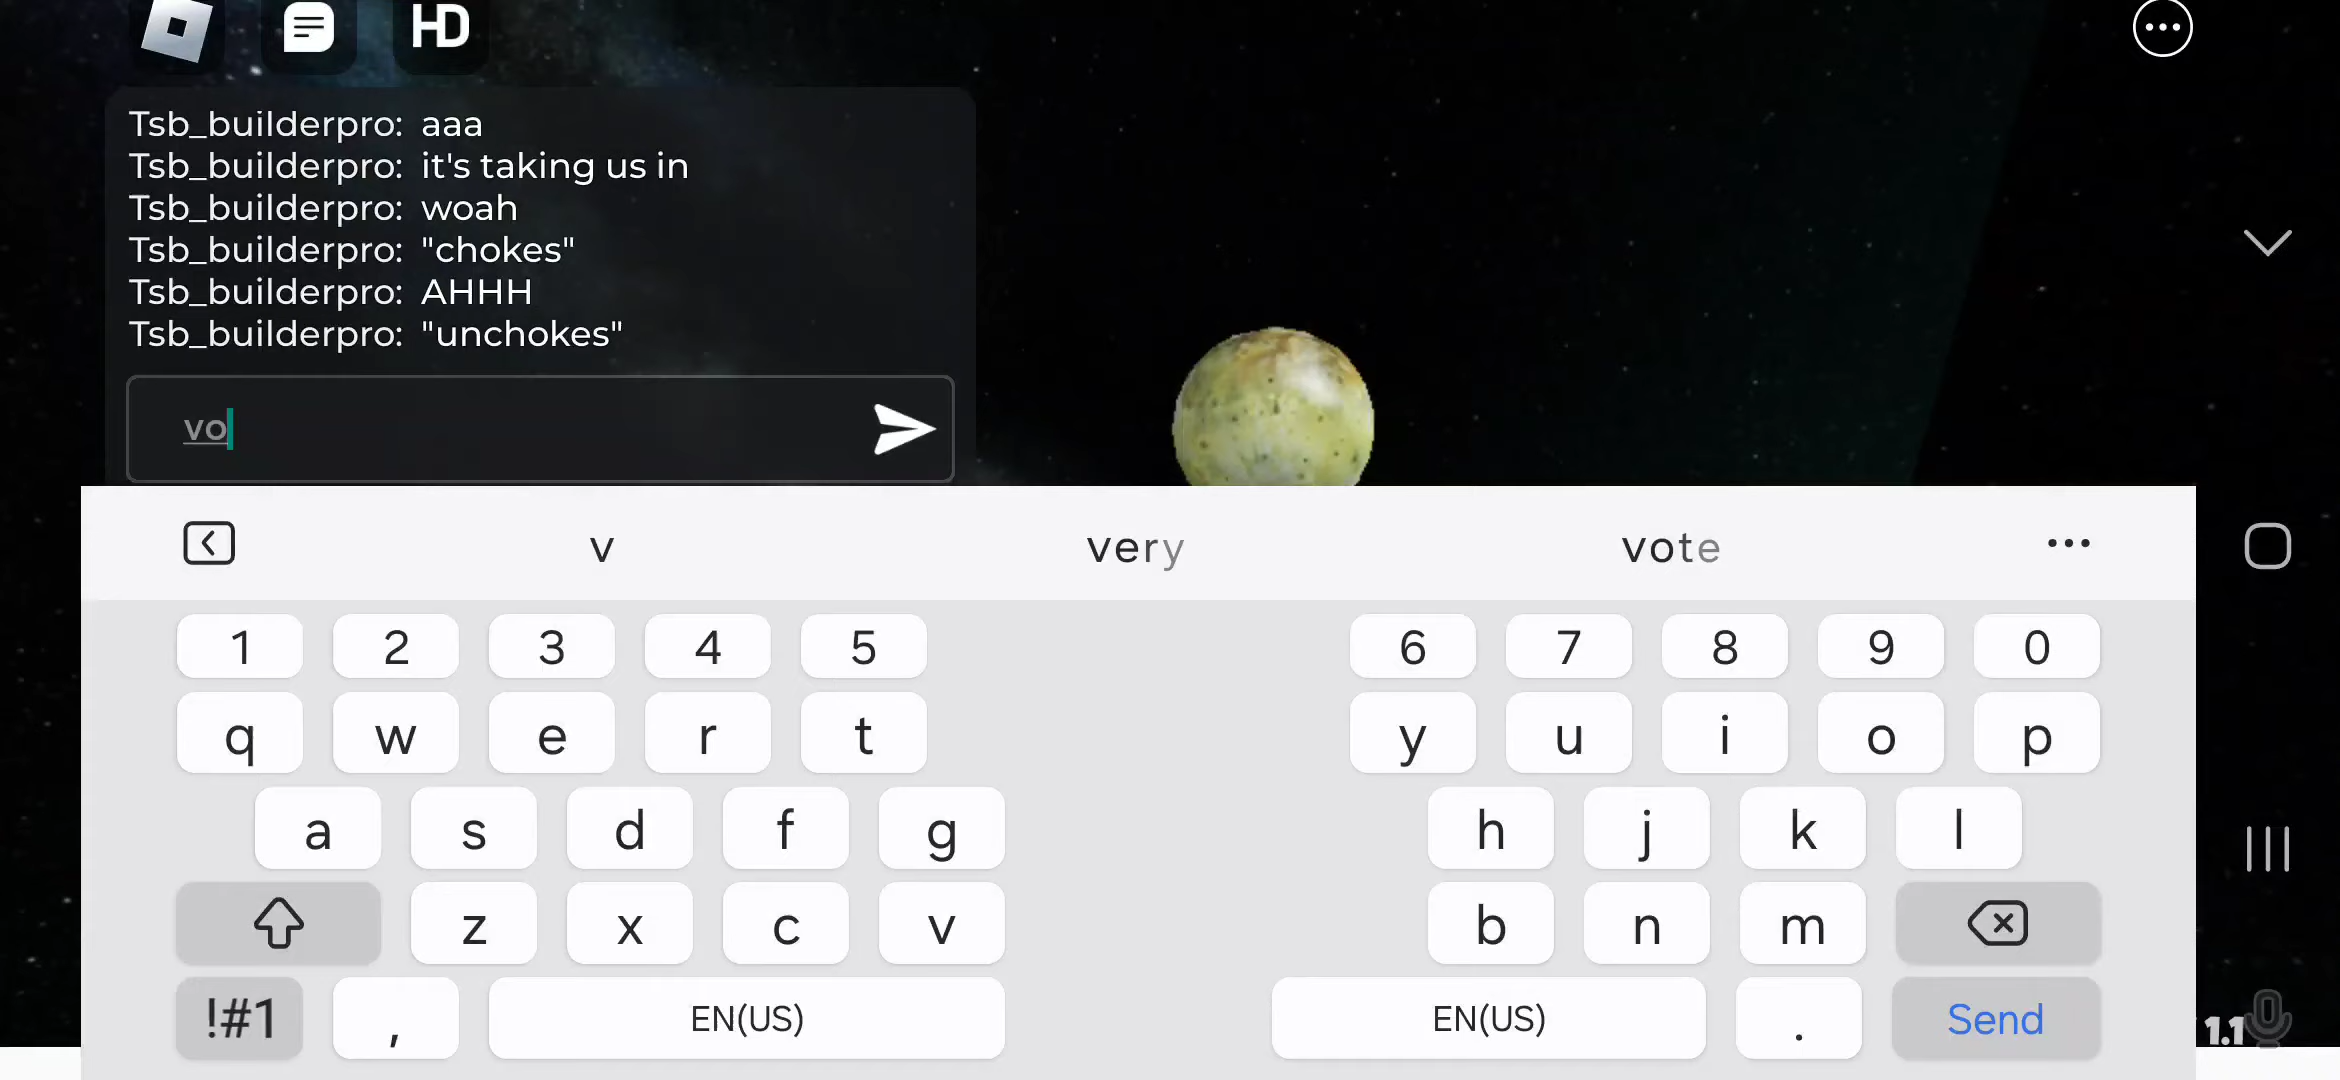 HD
Tsb_builderpro: aaa
Tsb_builderpro: it's taking us in
Tsb_builderpro: woah
Tsb_builderpro: "chokes"
Tsb_builderpro: AHHH
Tsb_builderpro: "unchokes"
vo
v very vote
1 2 3 4 5 6 7 8 9 0
q w e r t y u i o p
a s d f g h j k l
z x c v b n m
!#1 , EN(US) EN(US) . Send
1.1